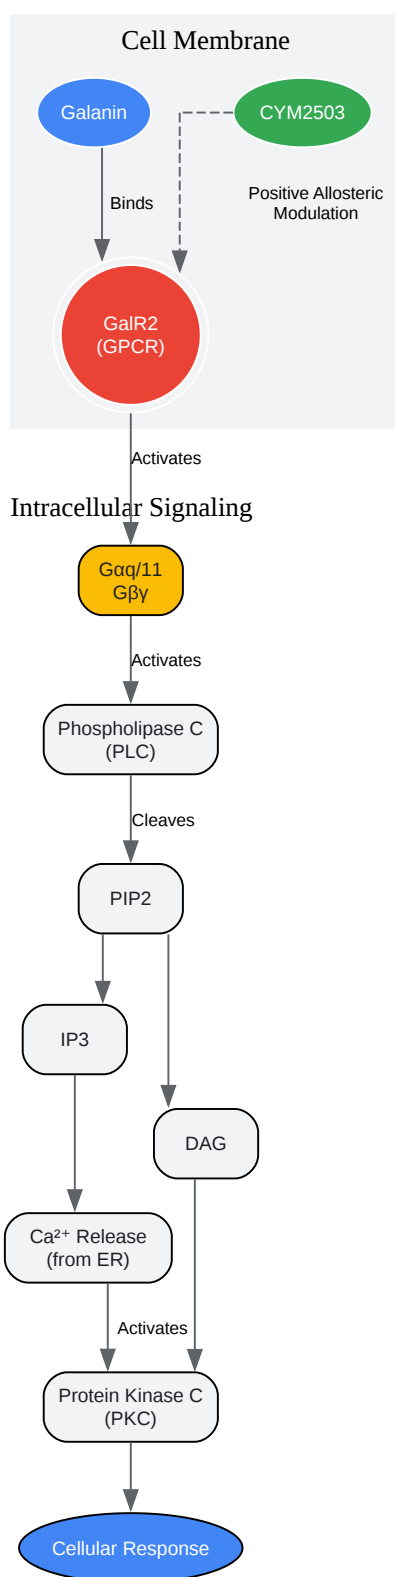 Cell Membrane
Galanin
CYM2503
Binds
Positive Allosteric
Modulation
GalR2
(GPCR)
Activates
Intracellular Signaling
Gαq/11
Gβγ
Activates
Phospholipase C
(PLC)
Cleaves
PIP2
IP3
DAG
Ca²⁺ Release
(from ER)
Activates
Protein Kinase C
(PKC)
Cellular Response